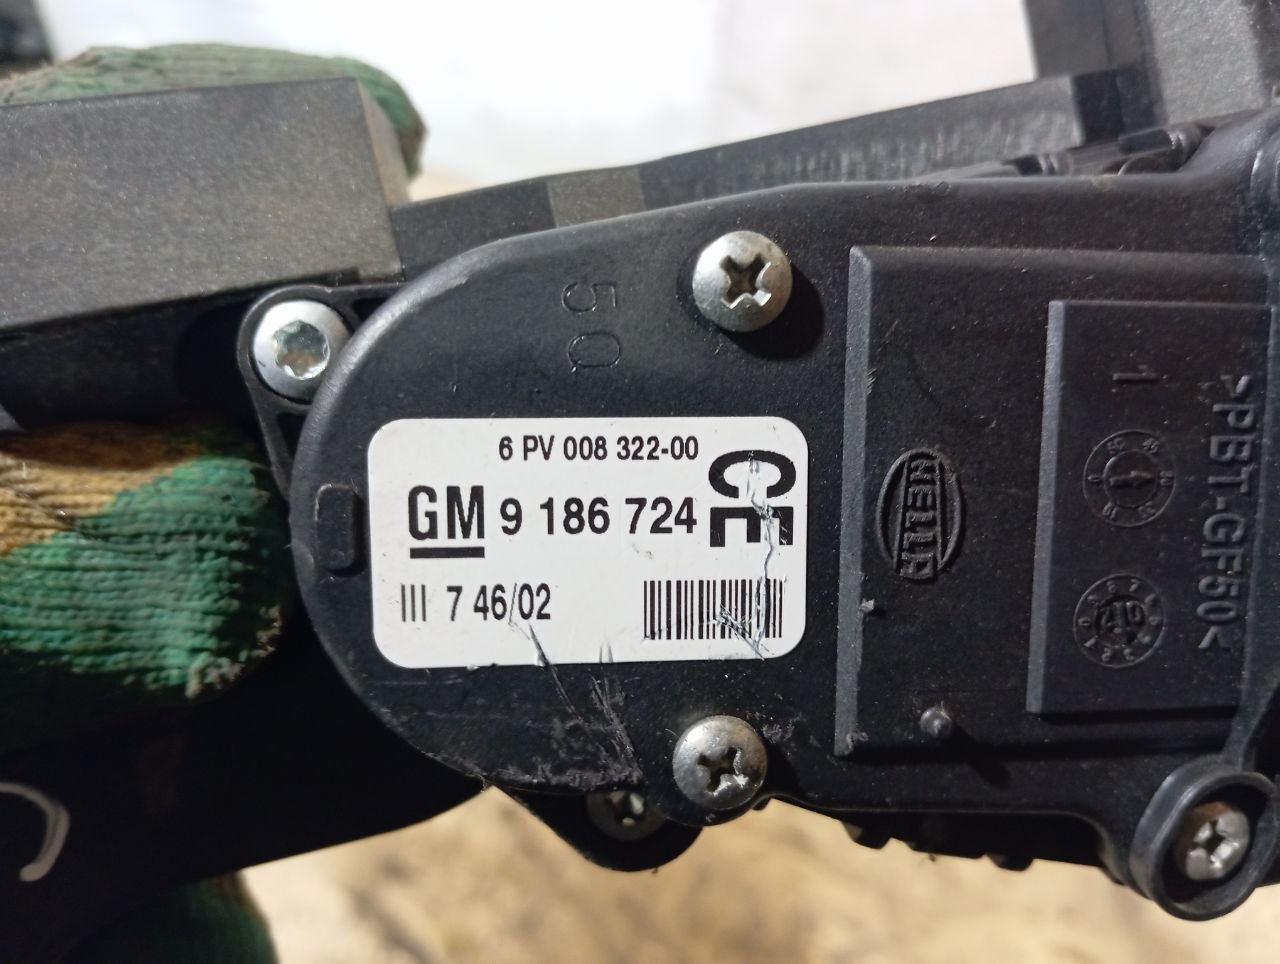 50
6 PV 008 322-00
GM 9 186 724
CE
||| 7 46/02
HELLA
1
>PBT-GF50<